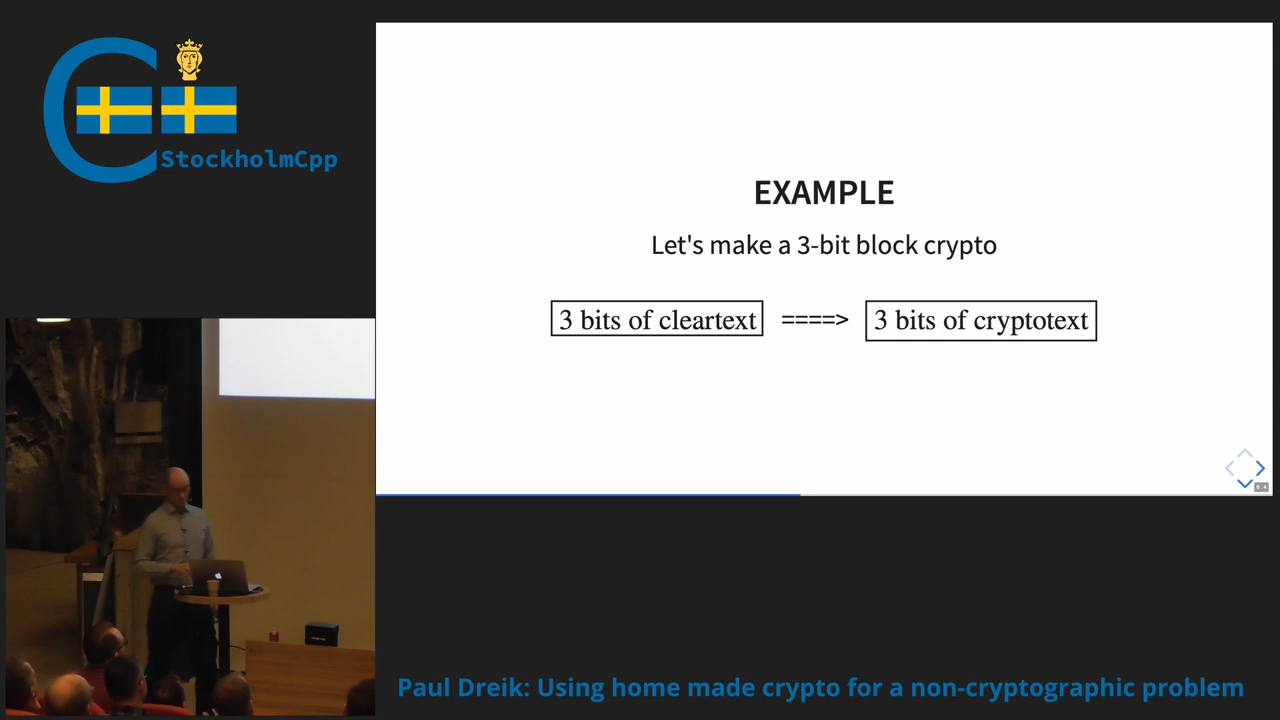 StockholmCpp
EXAMPLE
Let's make a 3-bit block crypto
3 bits of cleartext ====> 3 bits of cryptotext
Paul Dreik: Using home made crypto for a non-cryptographic problem